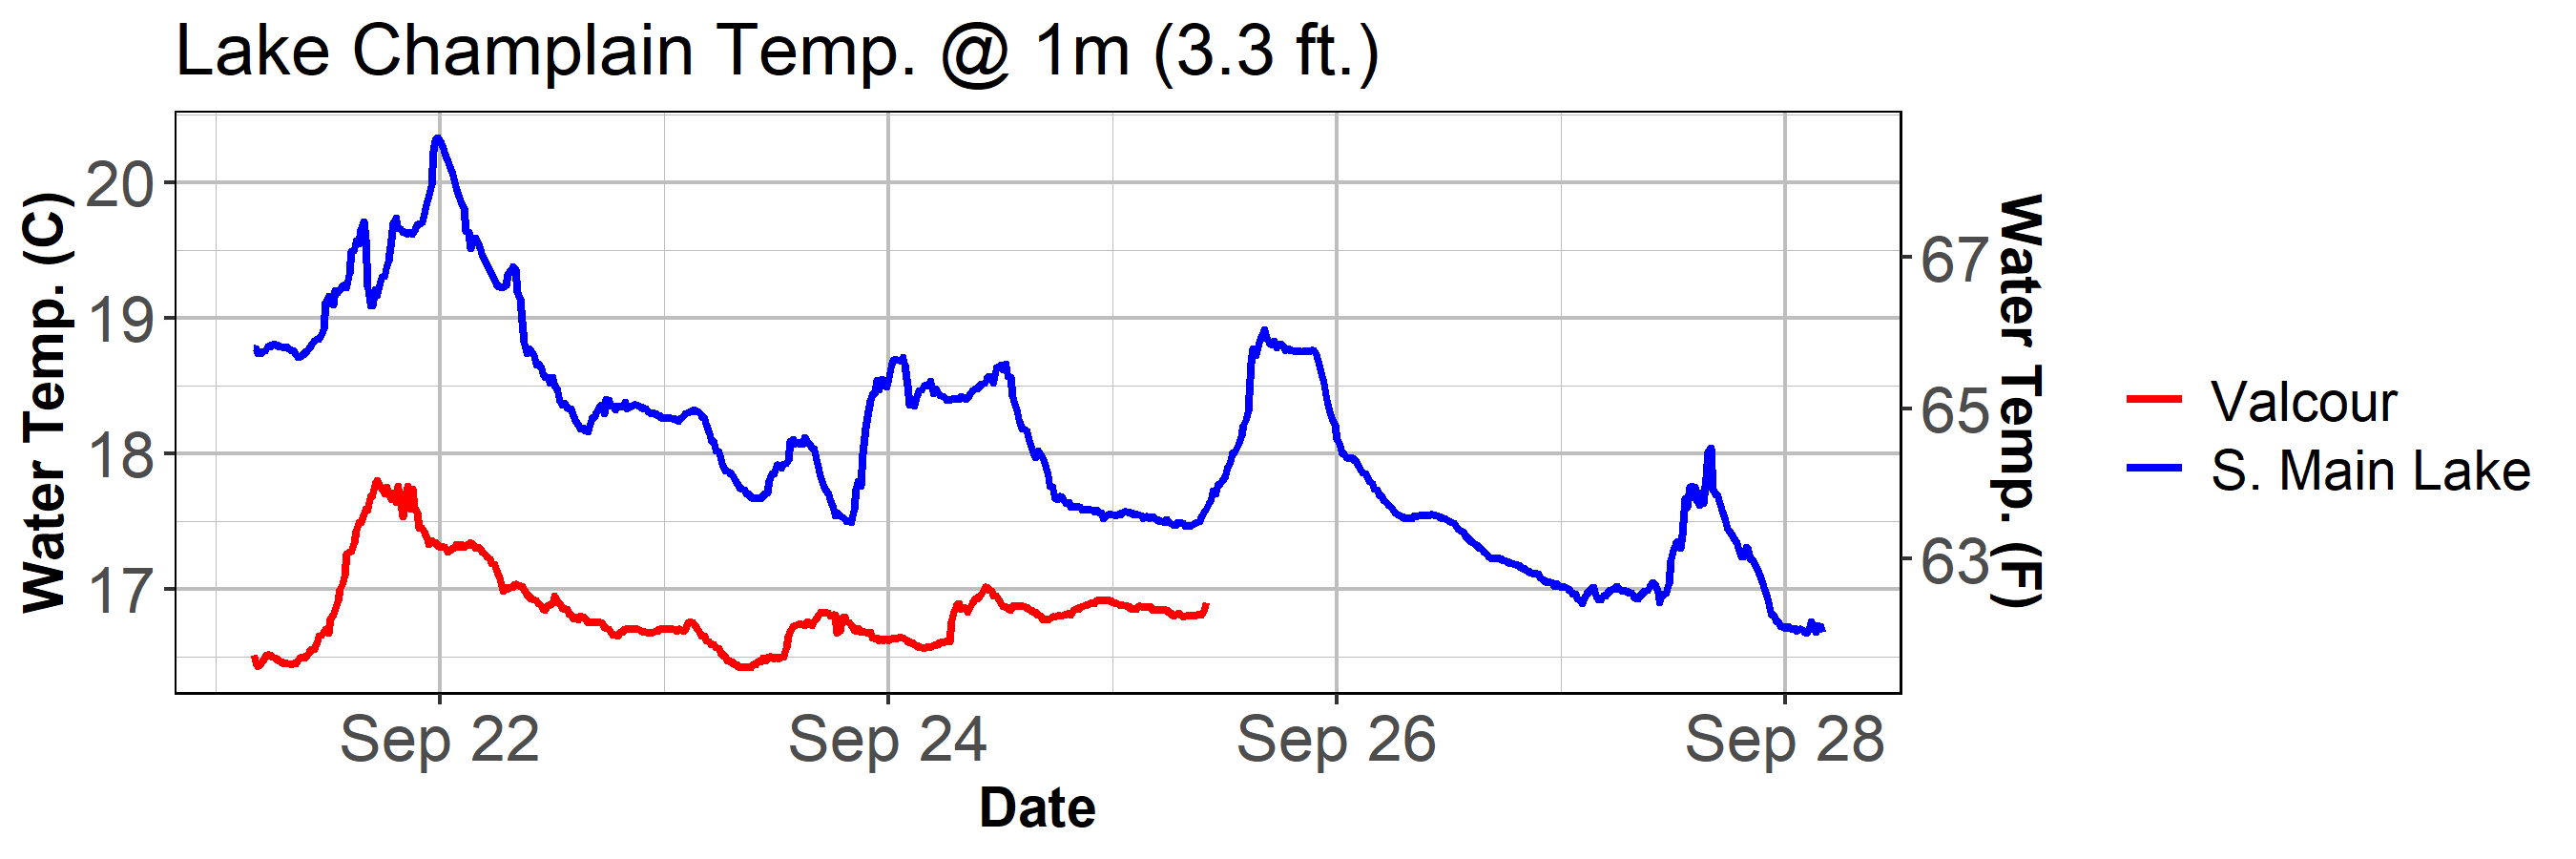 Lake Champlain Temp. @ 1m (3.3 ft.)
Water Temp. (C)
20
19
18
17
67
65
63
Water Temp. (F)
Sep 22
Sep 24
Sep 26
Sep 28
Date
Valcour
S. Main Lake